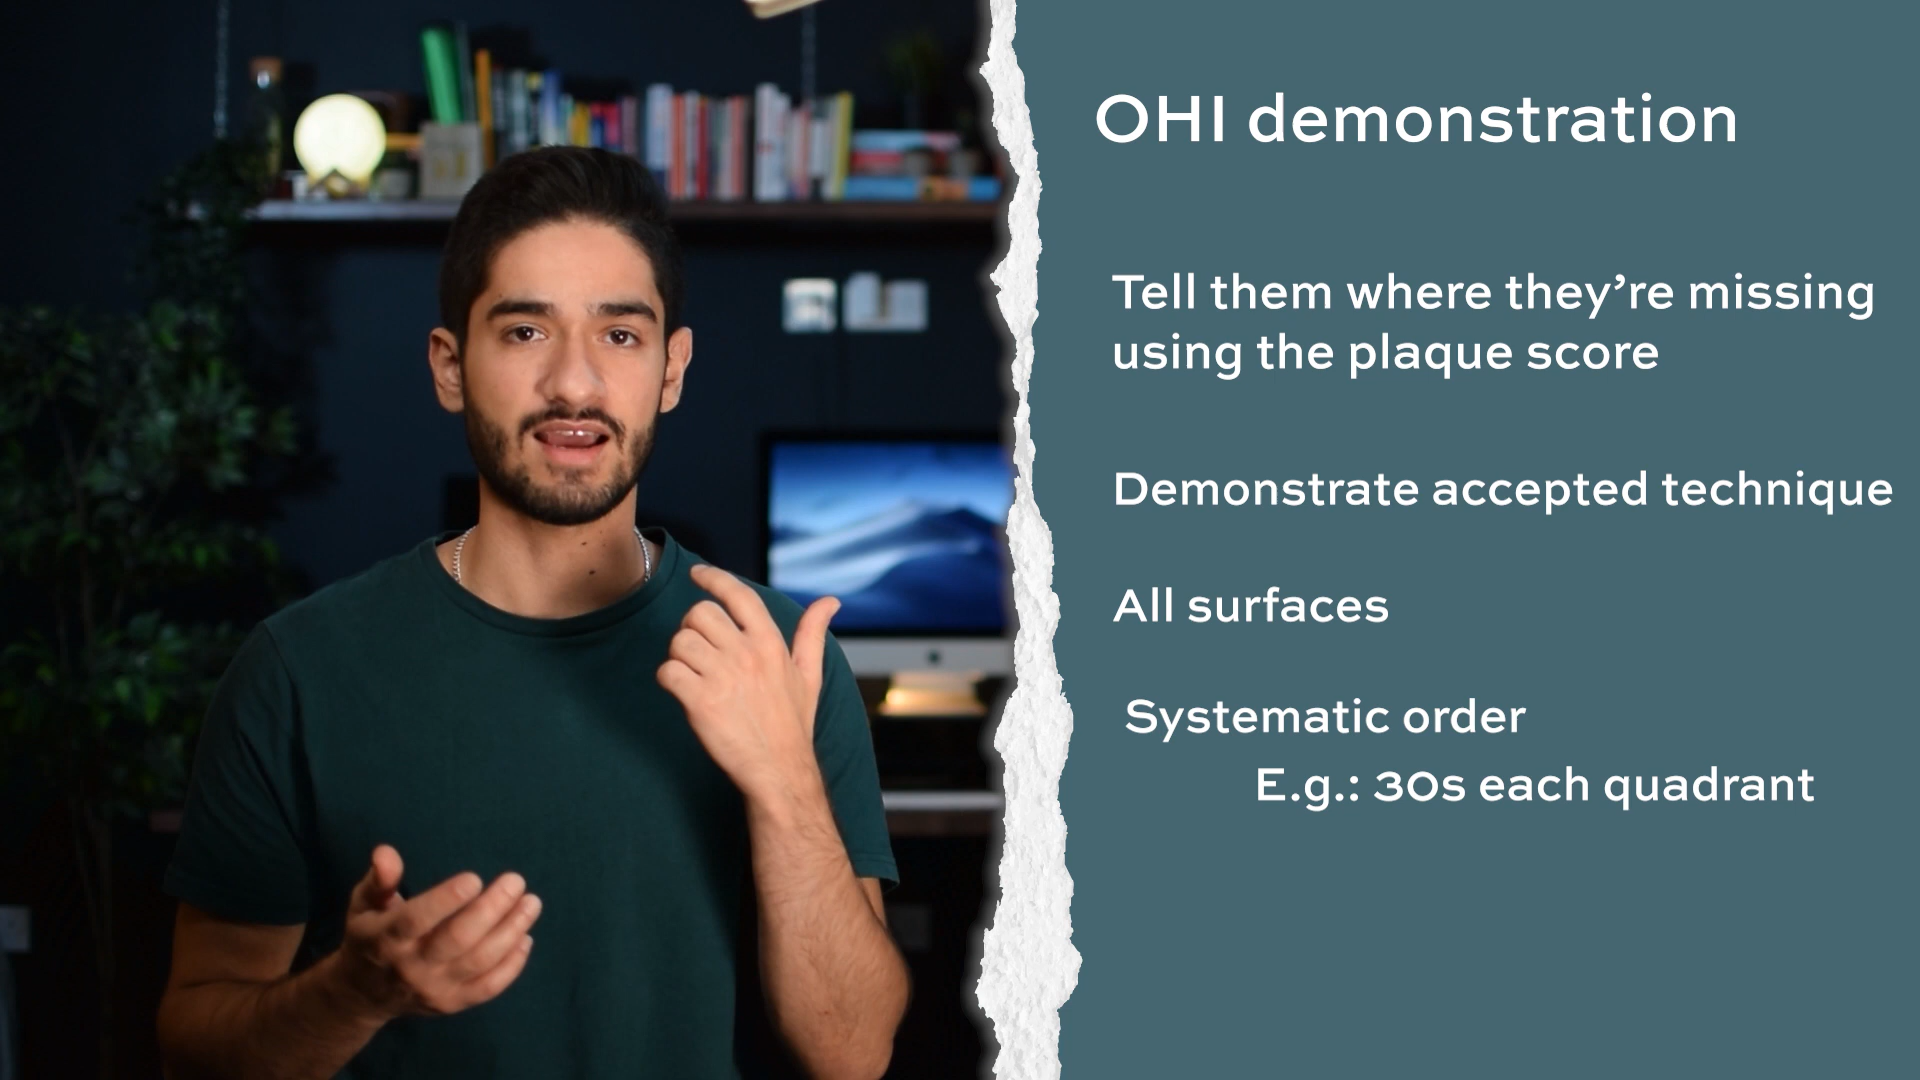 OHI demonstration
Tell them where they’re missing
using the plaque score
Demonstrate accepted technique
All surfaces
Systematic order
E.g.: 30s each quadrant